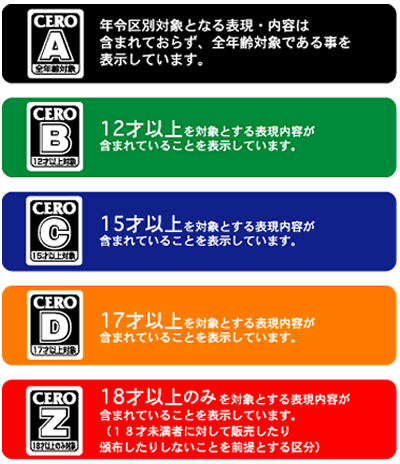 CERO
A
全年齢対象
年令区別対象となる表現・内容は
含まれておらず、全年齢対象である事を
表示しています。
CERO
B
12才以上対象
12才以上を対象とする表現内容が
含まれていることを表示しています。
CERO
C
15才以上対象
15才以上を対象とする表現内容が
含まれていることを表示しています。
CERO
D
17才以上対象
17才以上を対象とする表現内容が
含まれていることを表示しています。
CERO
Z
18才以上のみ対象
18才以上のみを対象とする表現内容が
含まれていることを表示しています。
(18才未満者に対して販売したり
頒布したりしないことを前提とする区分)